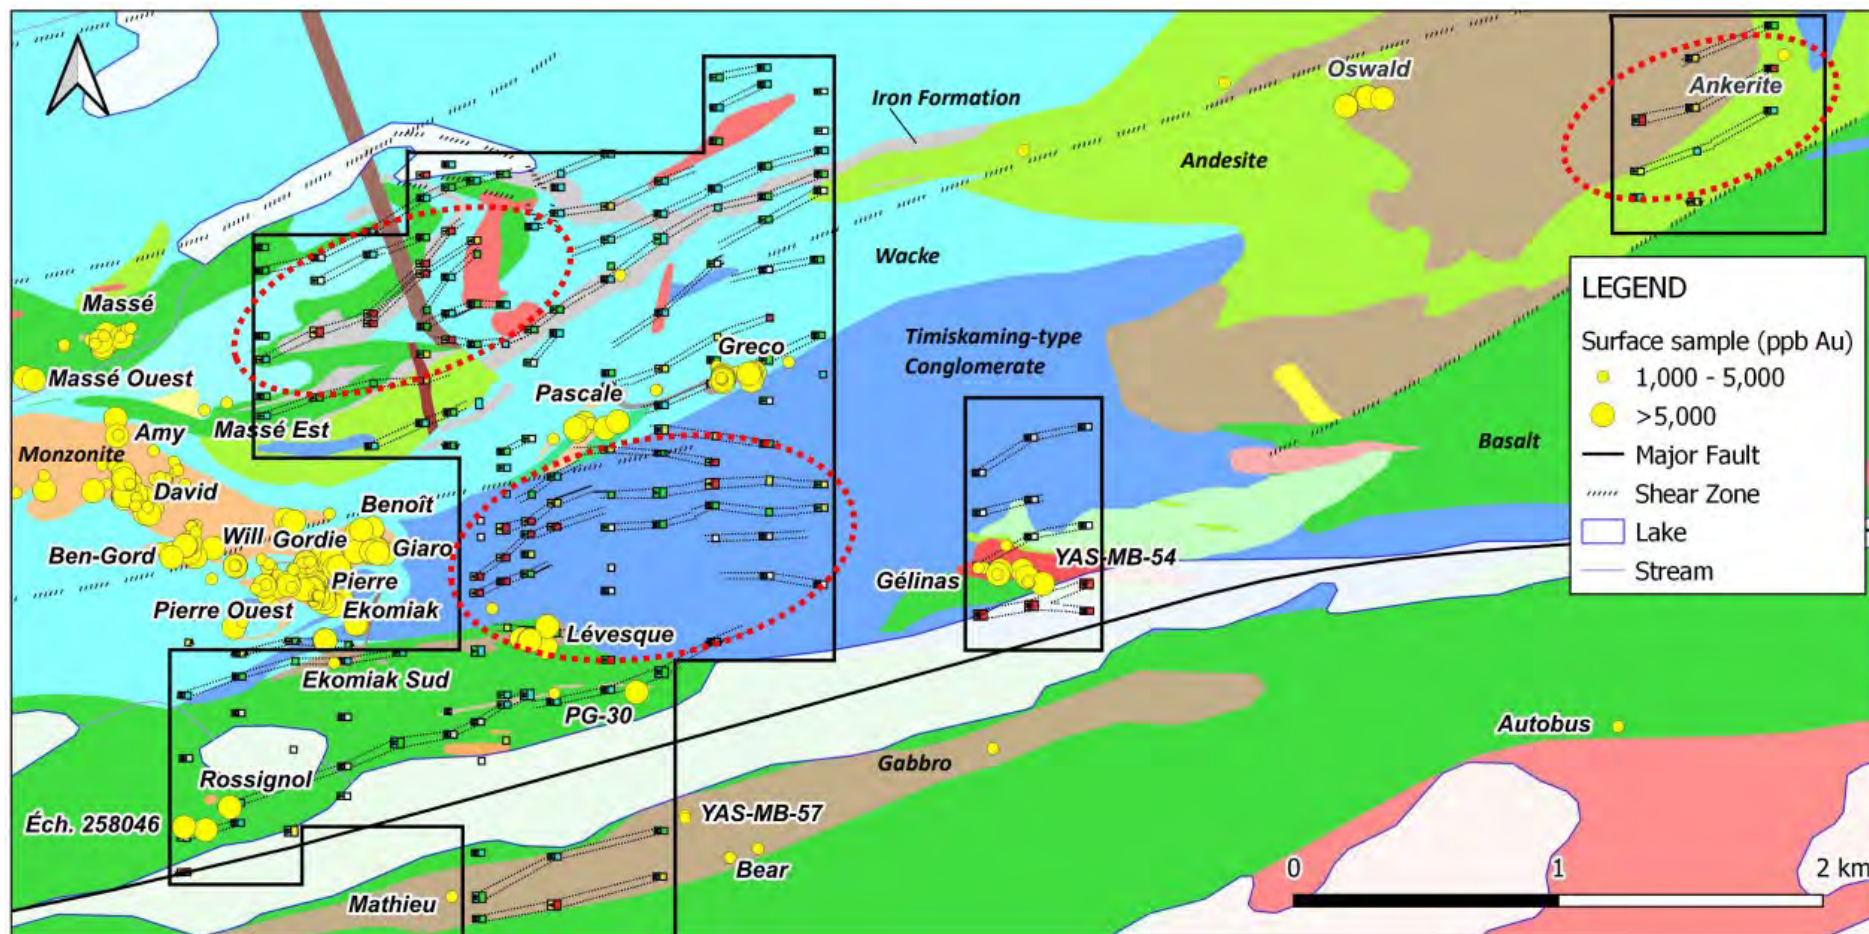 Oswald
Ankerite
Iron Formation
Andesite
Wacke
LEGEND
Surface sample (ppb Au)
1,000 - 5,000
>5,000
Major Fault
Shear Zone
Lake
Stream
Massé
Massé Ouest
Timiskaming-type
Conglomerate
Greco
Pascale
Amy
Massé Est
Monzonite
Basalt
David
Benoît
Will
Gordie
Ben-Gord
Giaro
YAS-MB-54
Gélinas
Pierre
Pierre Ouest
Ekomiak
Lévesque
Ekomiak Sud
PG-30
Autobus
Rossignol
Gabbro
Éch. 258046
YAS-MB-57
Bear
Mathieu
0
1
2 km